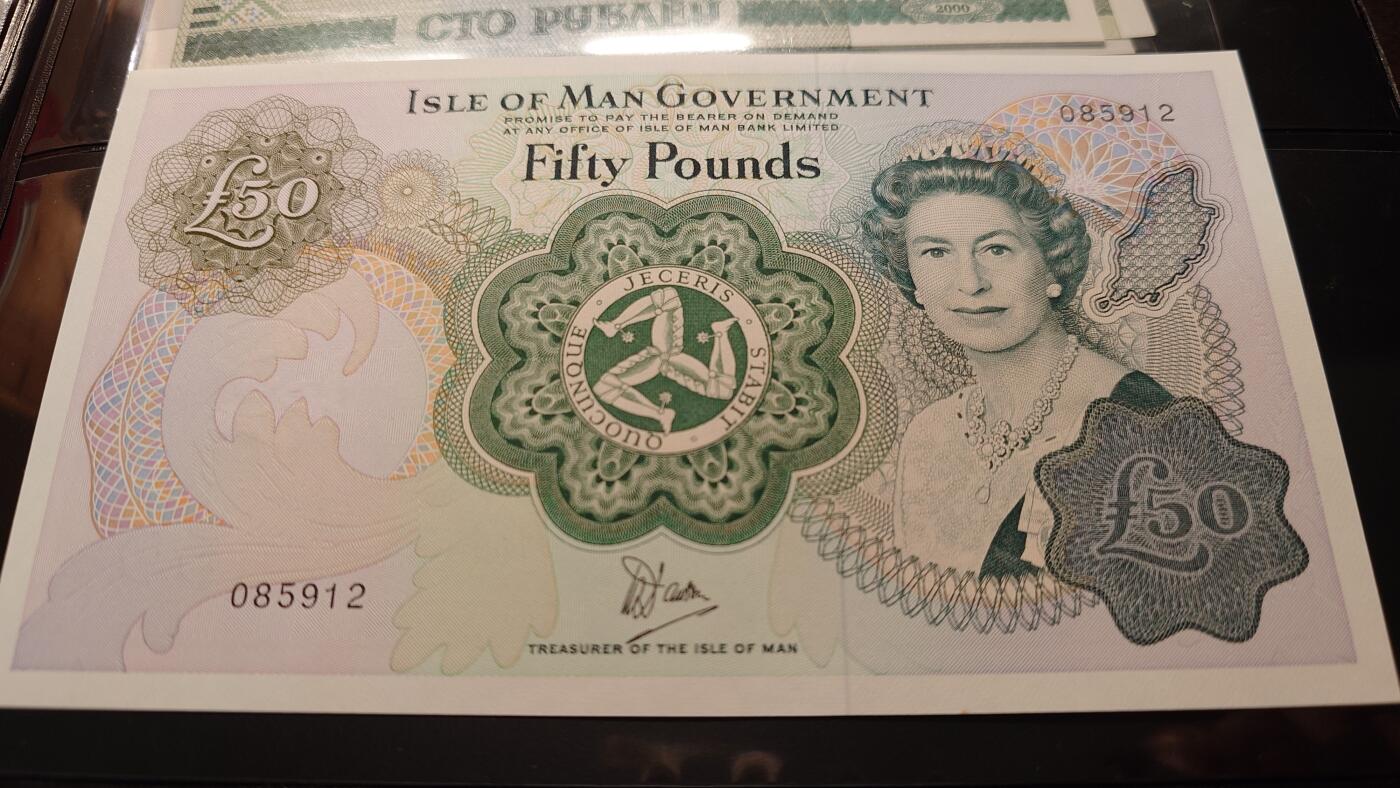 СТО РУБЛЕЙ
2000
ISLE OF MAN GOVERNMENT
PROMISE TO PAY THE BEARER ON DEMAND
AT ANY OFFICE OF ISLE OF MAN BANK LIMITED
Fifty Pounds
085912
£50
QUOCUNQUE · JECERIS · STABIT
£50
085912
TREASURER OF THE ISLE OF MAN